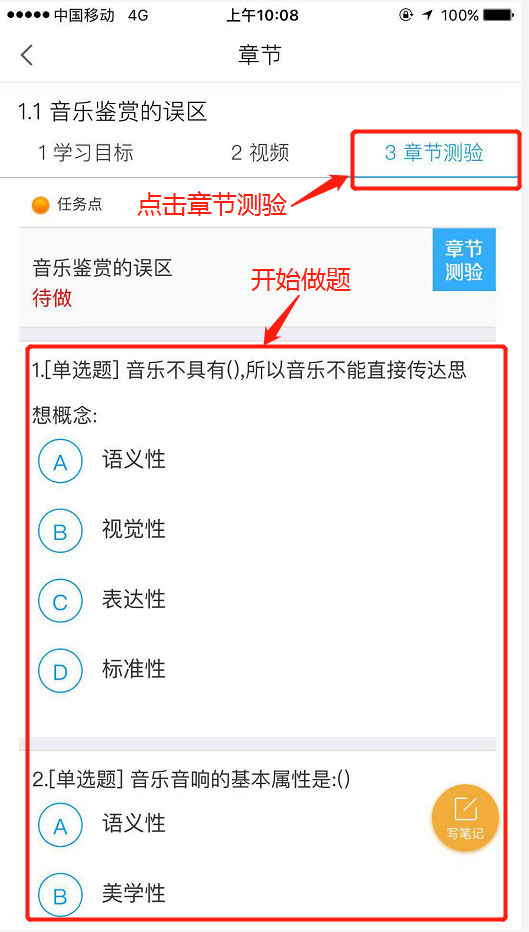 中国移动 4G 上午10:08 100%
章节
1.1 音乐鉴赏的误区
1 学习目标 2 视频 3 章节测验
任务点 点击章节测验
音乐鉴赏的误区
待做
章节
测验
开始做题
1.[单选题] 音乐不具有(),所以音乐不能直接传达思
想概念:
A 语义性
B 视觉性
C 表达性
D 标准性
2.[单选题] 音乐音响的基本属性是:()
A 语义性
写笔记
B 美学性